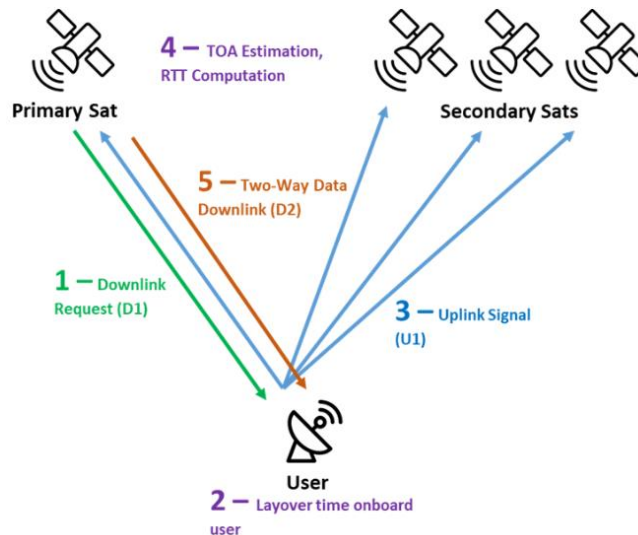 4 – TOA Estimation,
RTT Computation
Primary Sat
Secondary Sats
5 – Two-Way Data
Downlink (D2)
1 – Downlink
Request (D1)
3 – Uplink Signal
(U1)
User
2 – Layover time onboard
user